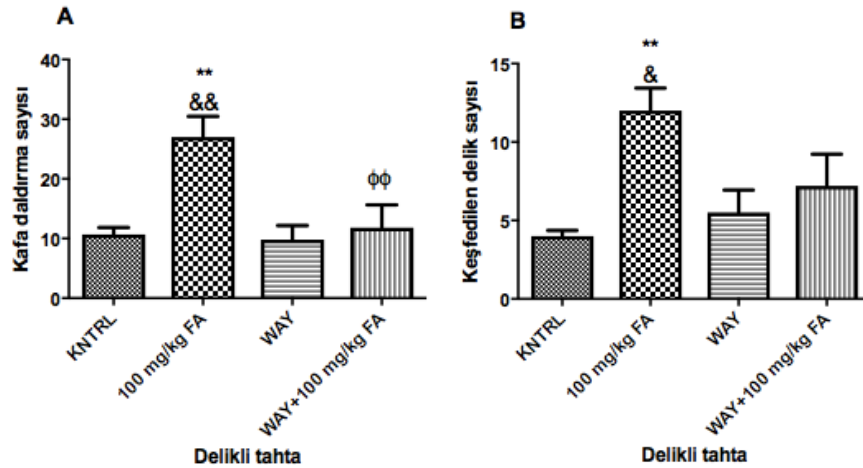 A
Kafa daldırma sayısı
40
30
20
10
0
**
&&
ϕϕ
KNTRL
100 mg/kg FA
WAY
WAY+100 mg/kg FA
Delikli tahta
B
Keşfedilen delik sayısı
15
10
5
0
**
&
KNTRL
100 mg/kg FA
WAY
WAY+100 mg/kg FA
Delikli tahta